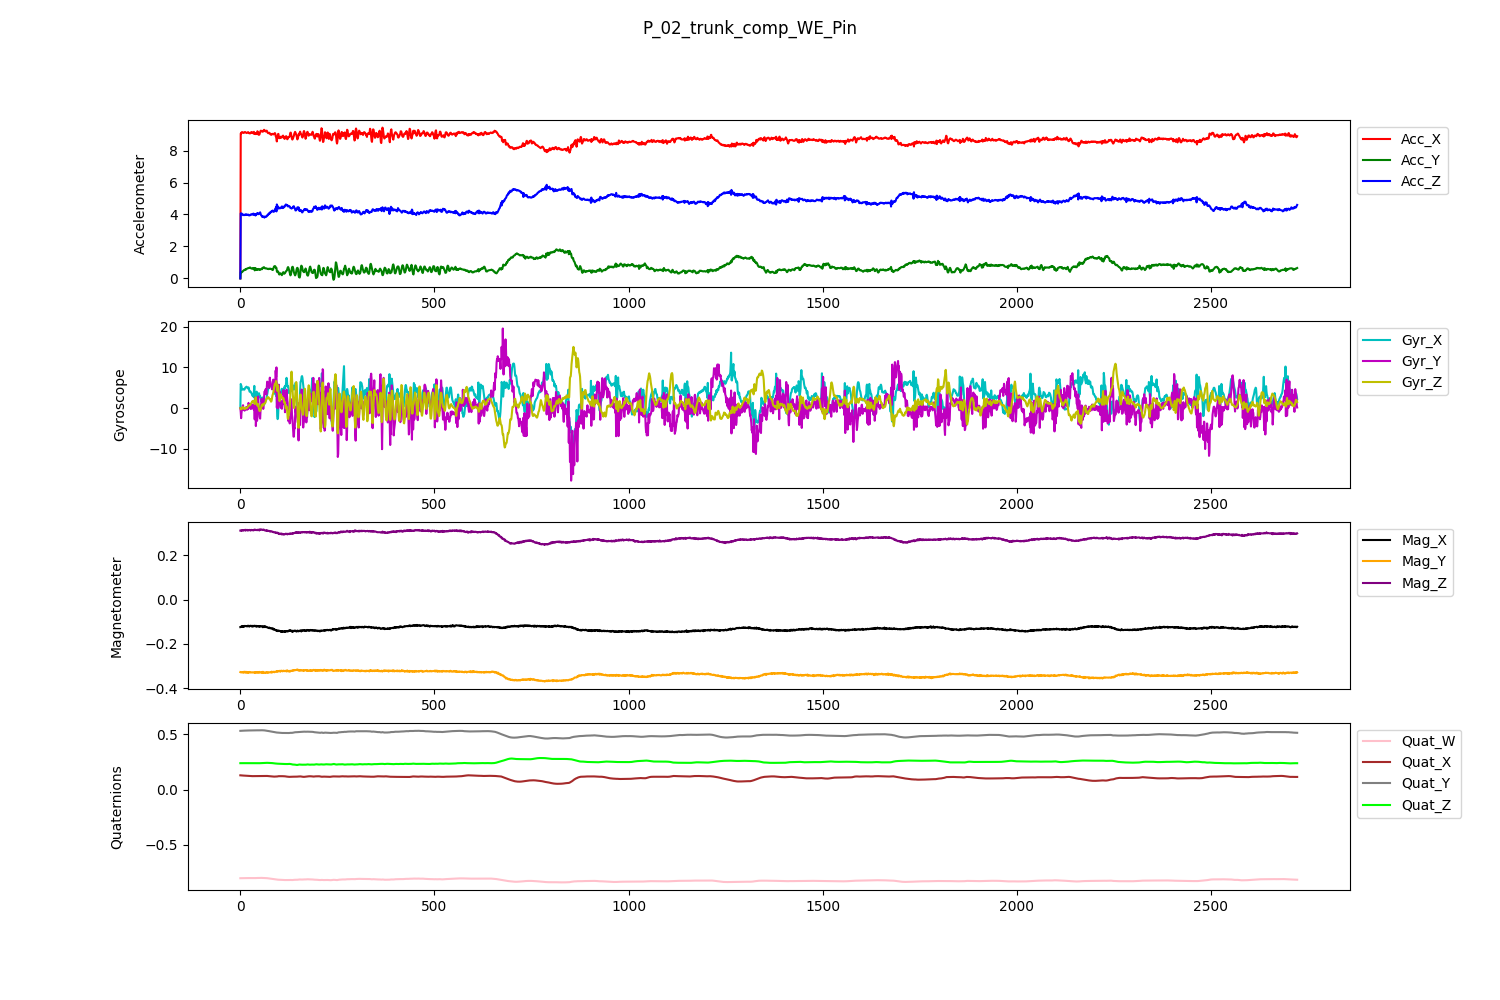 P_02_trunk_comp_WE_Pin
Accelerometer
8
6
4
2
0
0 500 1000 1500 2000 2500
Acc_X
Acc_Y
Acc_Z
Gyroscope
20
10
0
−10
0 500 1000 1500 2000 2500
Gyr_X
Gyr_Y
Gyr_Z
Magnetometer
0.2
0.0
−0.2
−0.4
0 500 1000 1500 2000 2500
Mag_X
Mag_Y
Mag_Z
Quaternions
0.5
0.0
−0.5
0 500 1000 1500 2000 2500
Quat_W
Quat_X
Quat_Y
Quat_Z